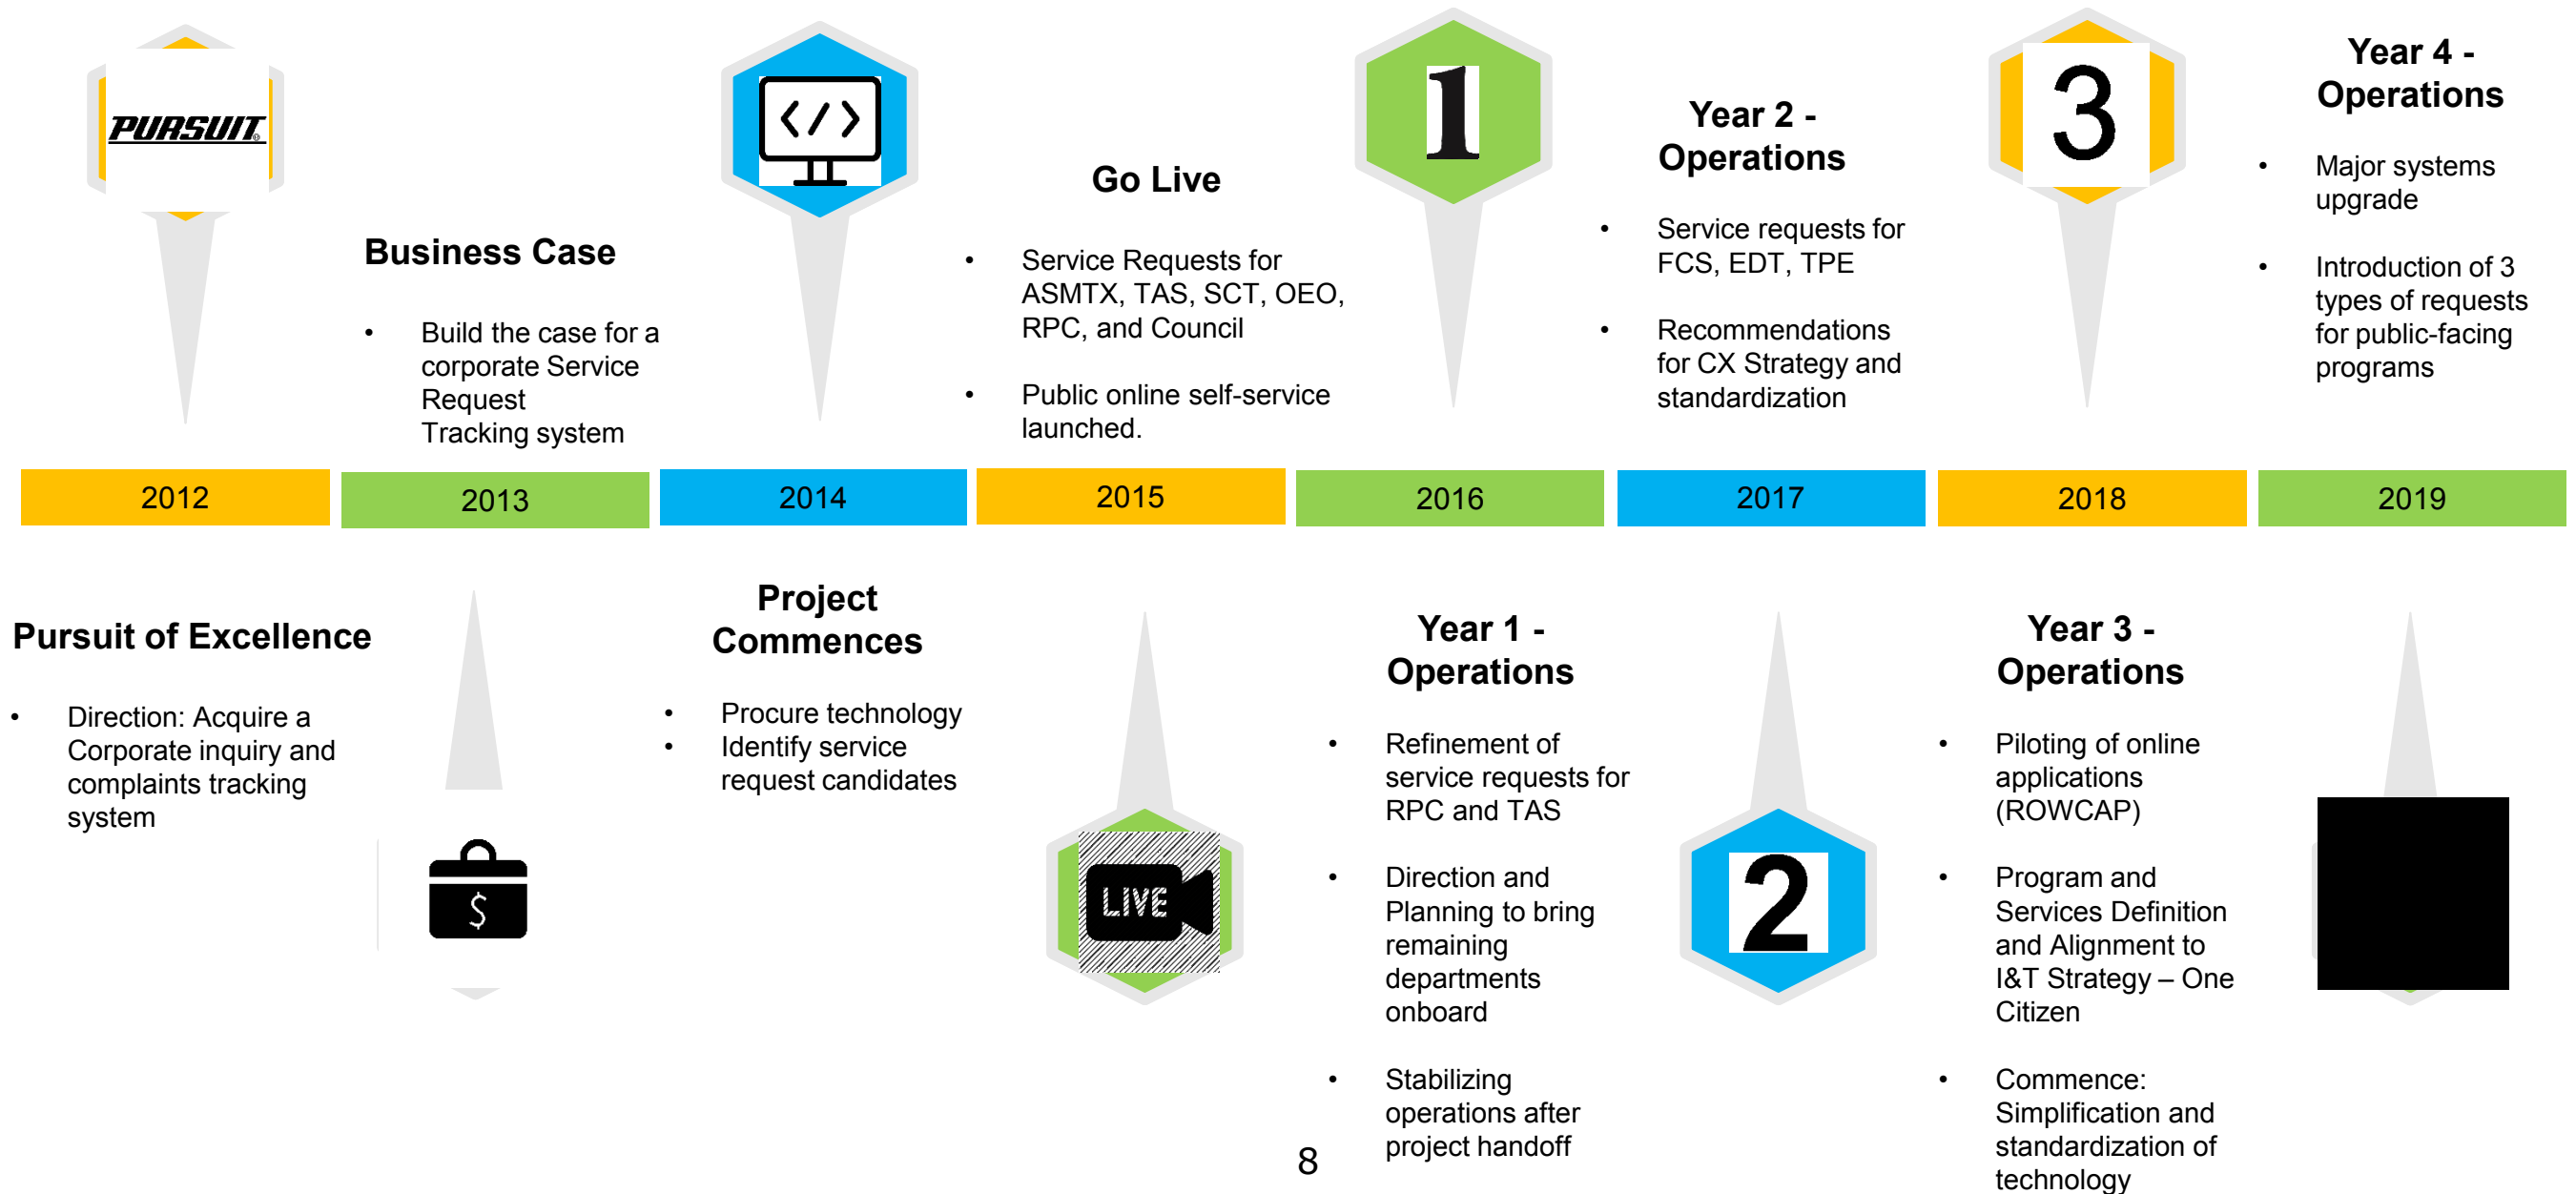 PURSUIT
Business Case
• Build the case for a
corporate Service
Request
Tracking system
</>
Go Live
• Service Requests for
ASMTX, TAS, SCT, OEO,
RPC, and Council
• Public online self-service
launched.
1
Year 2 -
Operations
• Service requests for
FCS, EDT, TPE
• Recommendations
for CX Strategy and
standardization
3
Year 4 -
Operations
• Major systems
upgrade
• Introduction of 3
types of requests
for public-facing
programs
2012
2013
2014
2015
2016
2017
2018
2019
Pursuit of Excellence
• Direction: Acquire a
Corporate inquiry and
complaints tracking
system
$
Project
Commences
• Procure technology
• Identify service
request candidates
LIVE
Year 1 -
Operations
• Refinement of
service requests for
RPC and TAS
• Direction and
Planning to bring
remaining
departments
onboard
• Stabilizing
operations after
project handoff
2
Year 3 -
Operations
• Piloting of online
applications
(ROWCAP)
• Program and
Services Definition
and Alignment to
I&T Strategy – One
Citizen
• Commence:
Simplification and
standardization of
technology
8